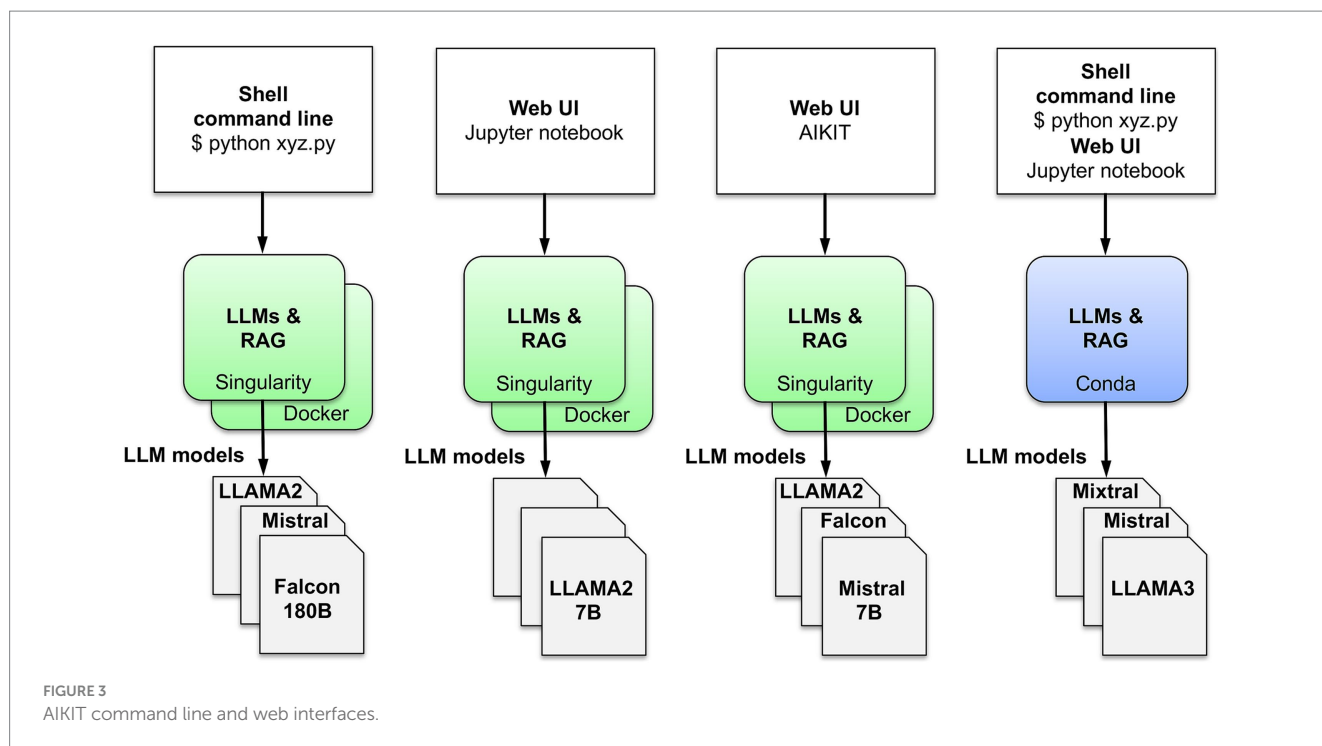 Shell
command line
$ python xyz.py
LLMs &
RAG
Singularity
Docker
LLM models
LLAMA2
Mistral
Falcon
180B
Web UI
Jupyter notebook
LLMs &
RAG
Singularity
Docker
LLM models
LLAMA2
7B
Web UI
AIKIT
LLMs &
RAG
Singularity
Docker
LLM models
LLAMA2
Falcon
Mistral
7B
Shell
command line
$ python xyz.py
Web UI
Jupyter notebook
LLMs &
RAG
Conda
LLM models
Mixtral
Mistral
LLAMA3
FIGURE 3
AIKIT command line and web interfaces.